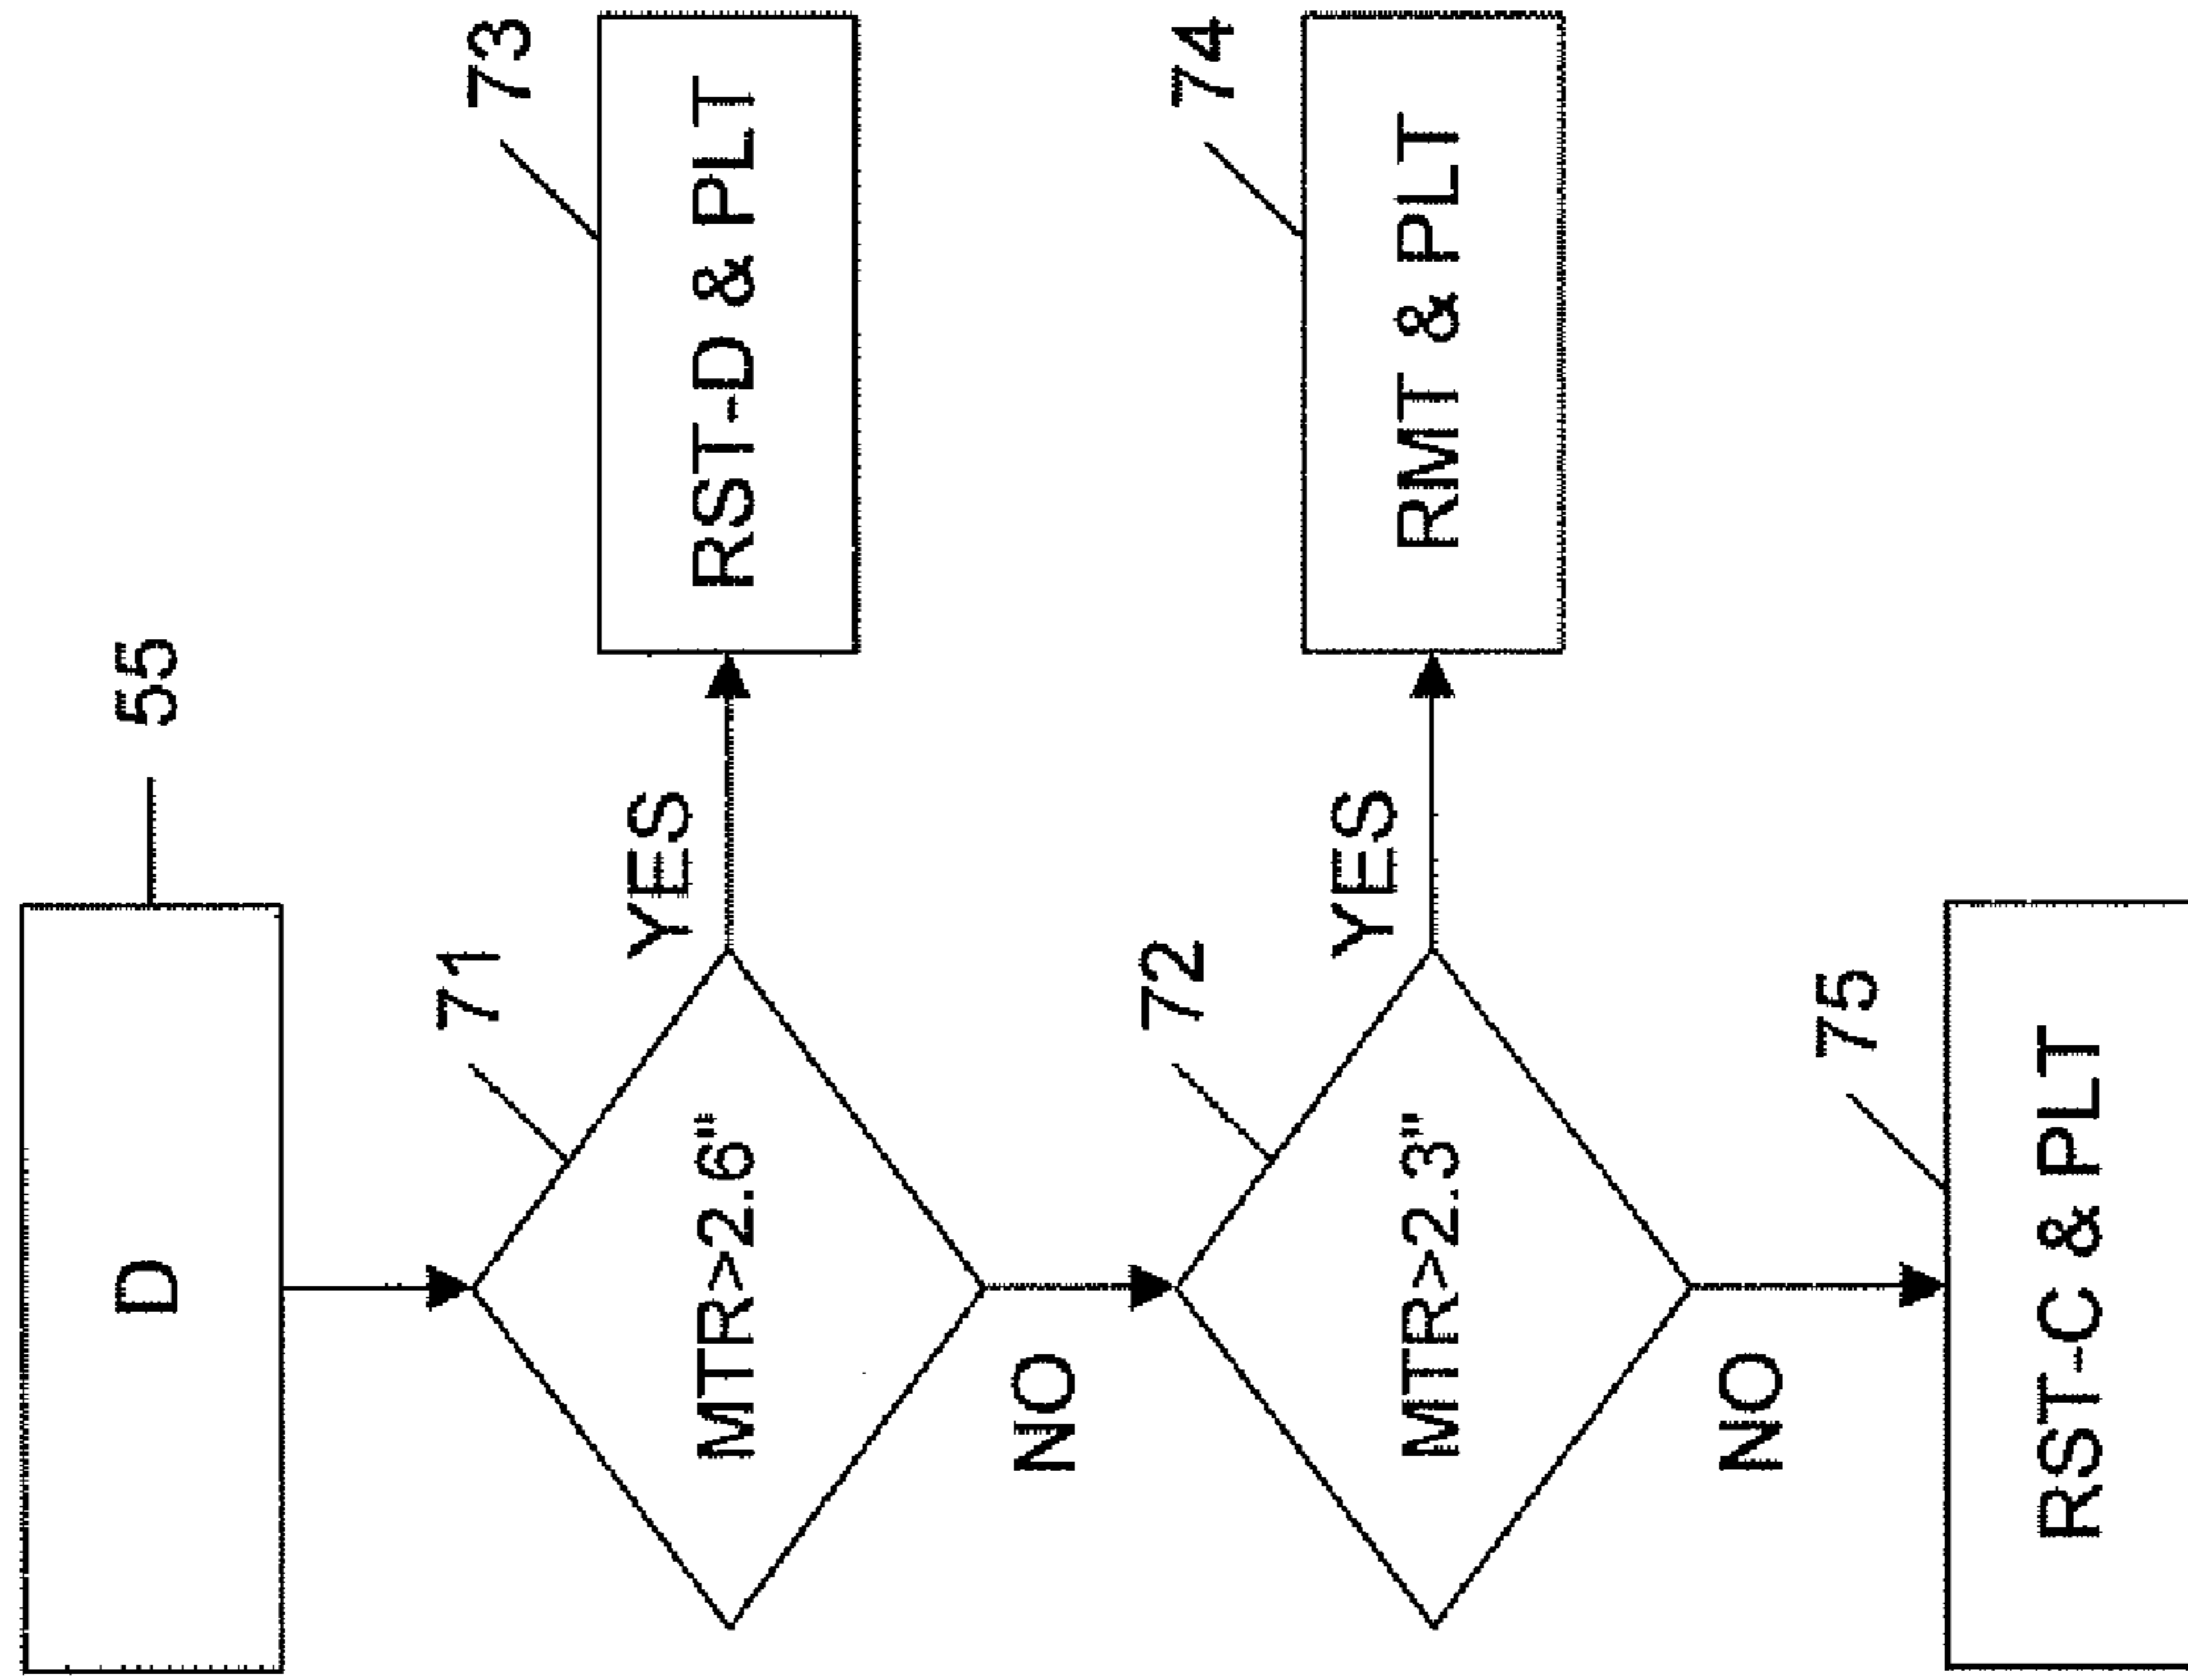 D
55
71
73
YES
MTR>2.6"
RST-D & PLT
NO
72
74
YES
MTR>2.3"
RMT & PLT
NO
75
RST-C & PLT